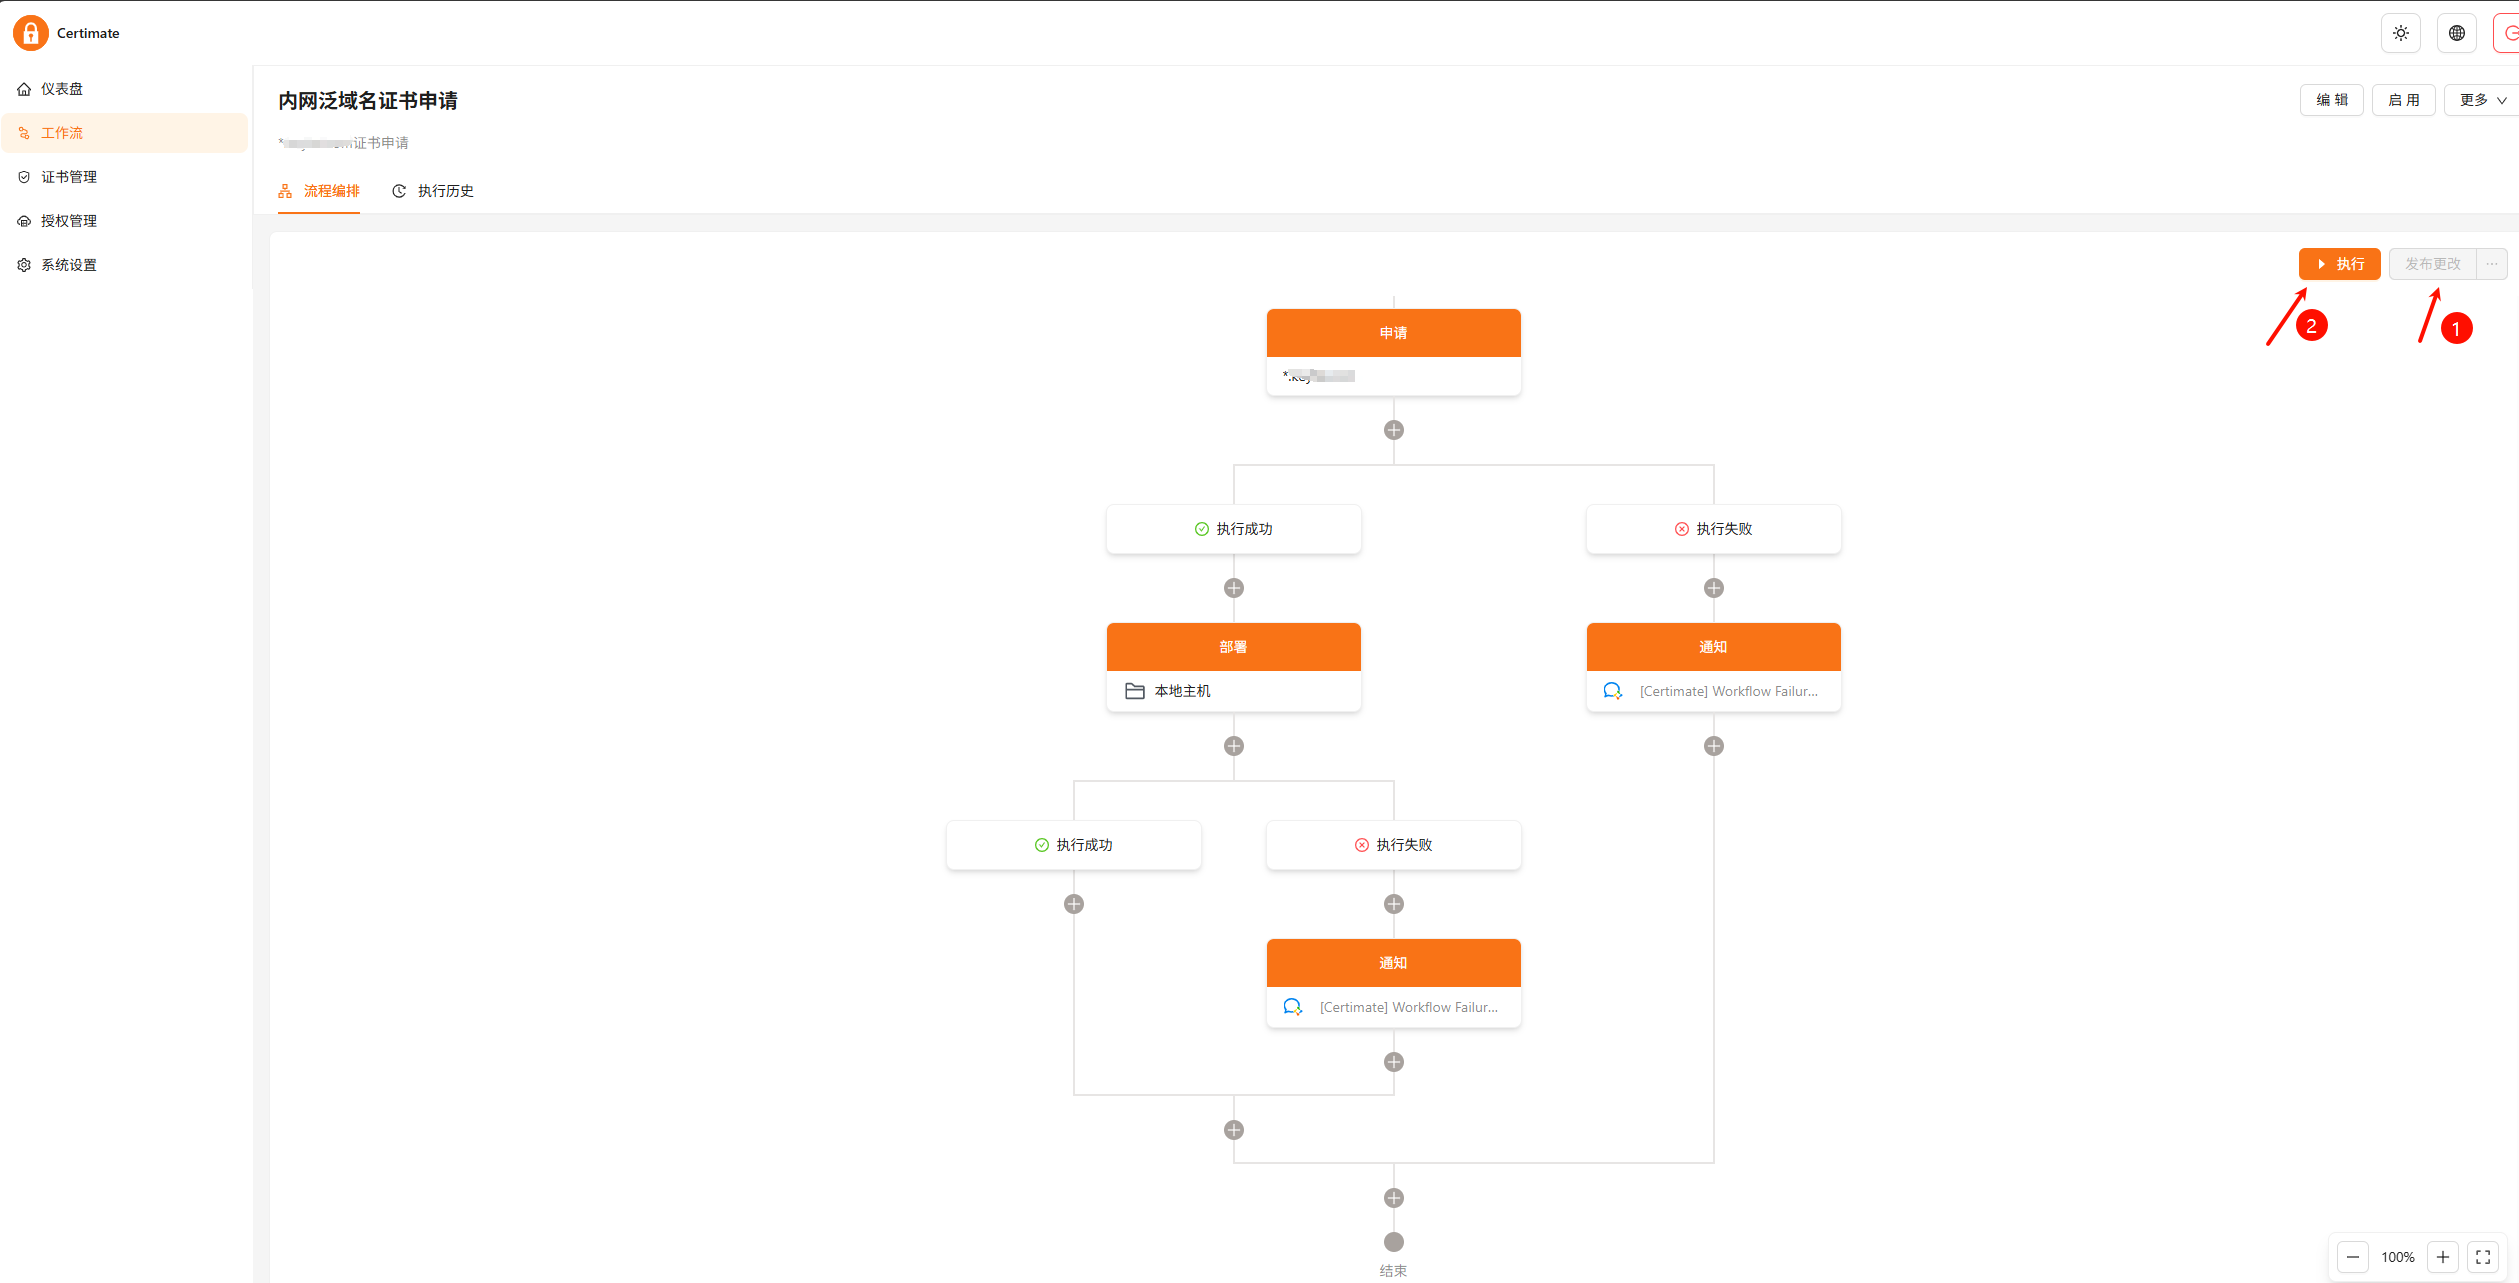 Certimate
仪表盘
工作流
证书管理
授权管理
系统设置
内网泛域名证书申请
编 辑
启 用
更多
证书申请
流程编排
执行历史
执行
发布更改
···
2
1
申请
*.
执行成功
执行失败
部署
本地主机
通知
[Certimate] Workflow Failur...
执行成功
执行失败
通知
[Certimate] Workflow Failur...
结束
100%